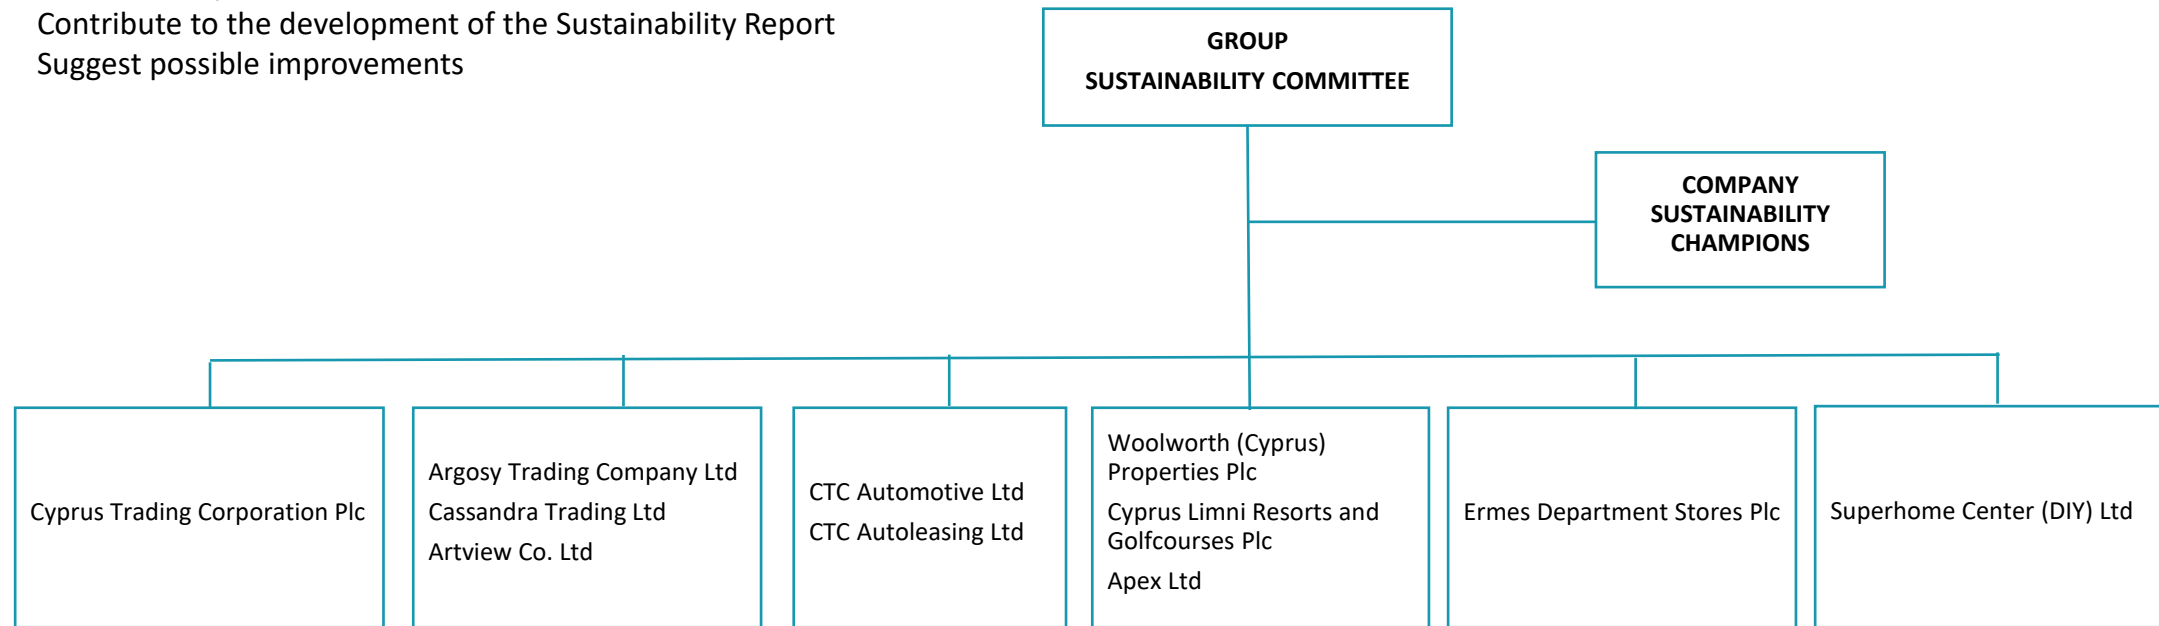 Contribute to the development of the Sustainability Report
Suggest possible improvements
GROUP
SUSTAINABILITY COMMITTEE
COMPANY
SUSTAINABILITY
CHAMPIONS
Cyprus Trading Corporation Plc
Argosy Trading Company Ltd
Cassandra Trading Ltd
Artview Co. Ltd
CTC Automotive Ltd
CTC Autoleasing Ltd
Woolworth (Cyprus)
Properties Plc
Cyprus Limni Resorts and
Golfcourses Plc
Apex Ltd
Ermes Department Stores Plc
Superhome Center (DIY) Ltd